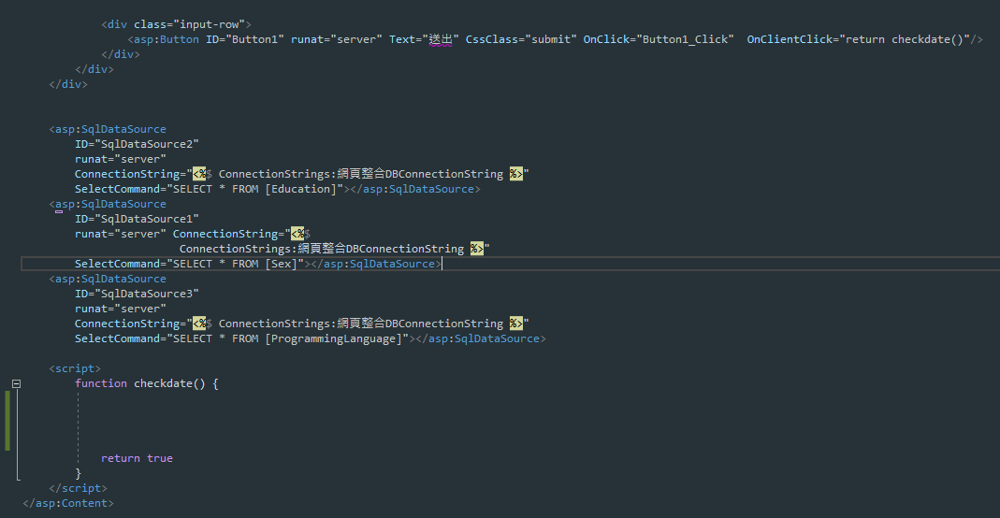 <div class="input-row">
<asp:Button ID="Button1" runat="server" Text="送出" CssClass="submit" OnClick="Button1_Click"  OnClientClick="return checkdate()"/>
</div>
</div>
</div>
<asp:SqlDataSource
ID="SqlDataSource2"
runat="server"
ConnectionString="<%$ ConnectionStrings:網頁整合DBConnectionString %>"
SelectCommand="SELECT * FROM [Education]"></asp:SqlDataSource>
<asp:SqlDataSource
ID="SqlDataSource1"
runat="server" ConnectionString="<%$
ConnectionStrings:網頁整合DBConnectionString %>"
SelectCommand="SELECT * FROM [Sex]"></asp:SqlDataSource>
<asp:SqlDataSource
ID="SqlDataSource3"
runat="server"
ConnectionString="<%$ ConnectionStrings:網頁整合DBConnectionString %>"
SelectCommand="SELECT * FROM [ProgrammingLanguage]"></asp:SqlDataSource>
<script>
function checkdate() {
return true
}
</script>
</asp:Content>